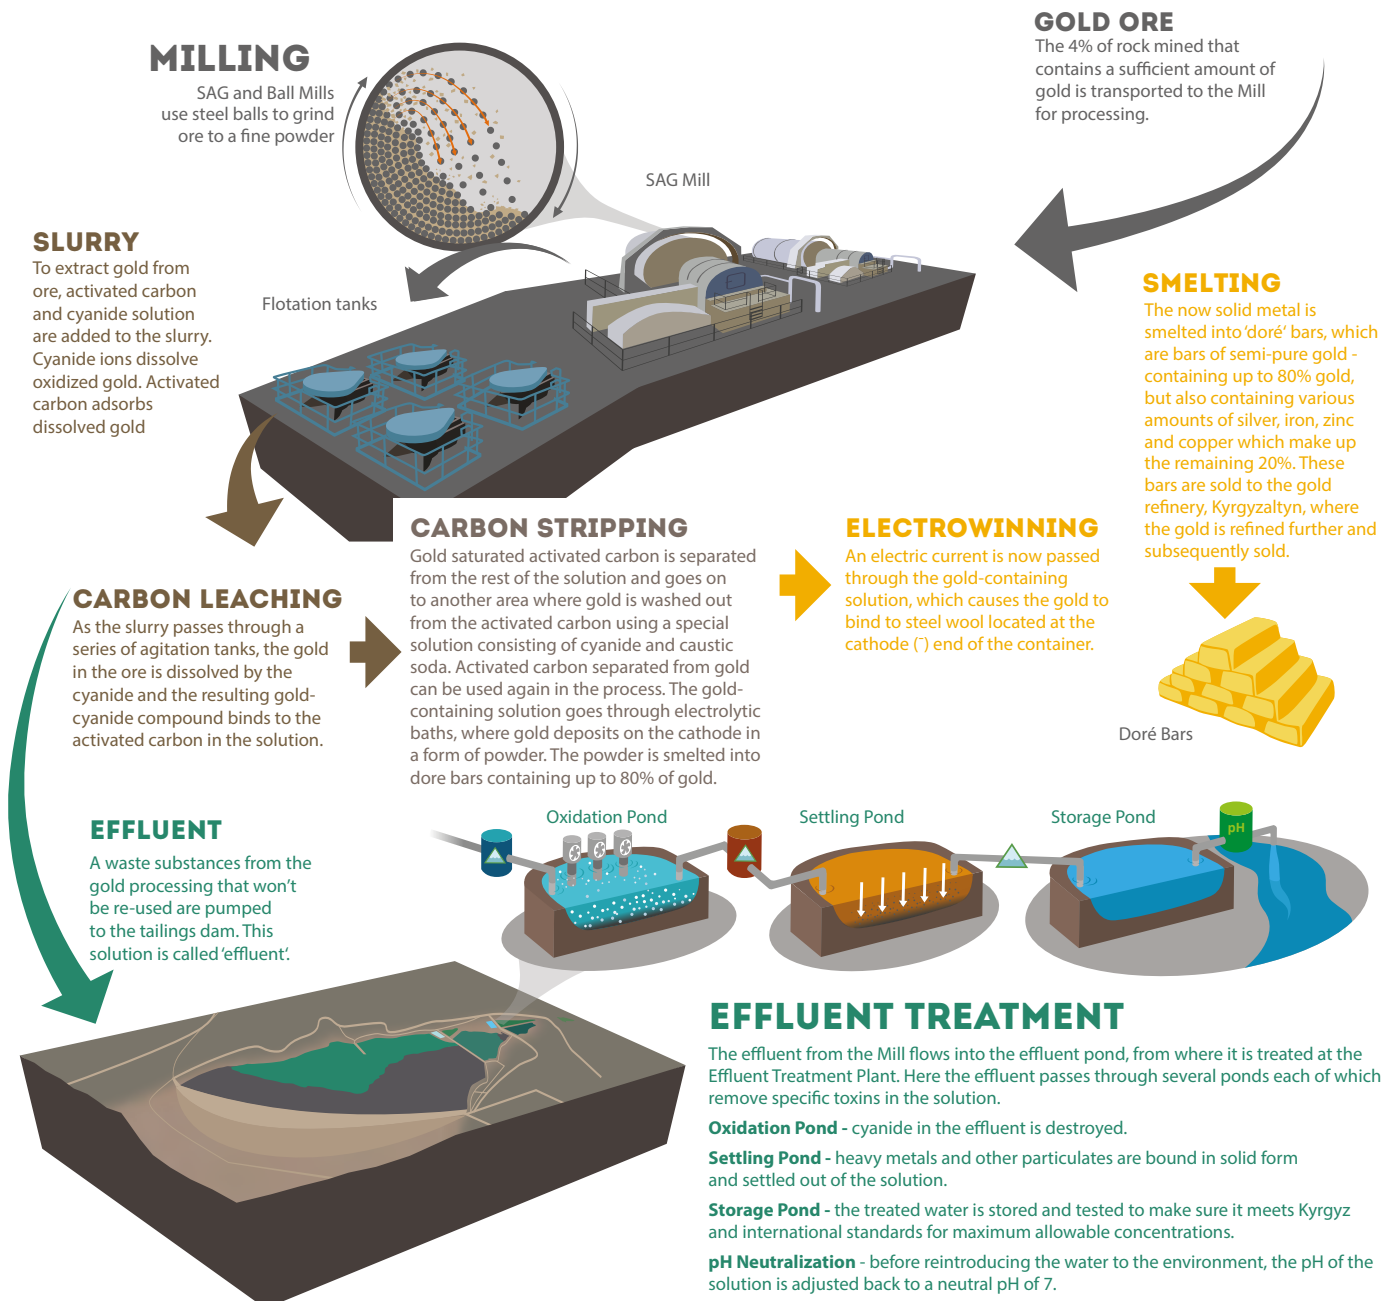 GOLD ORE
The 4% of rock mined that
contains a sufficient amount of
gold is transported to the Mill
for processing.
MILLING
SAG and Ball Mills
use steel balls to grind
ore to a fine powder
SAG Mill
SLURRY
To extract gold from
ore, activated carbon
and cyanide solution
are added to the slurry.
Cyanide ions dissolve
oxidized gold. Activated
carbon adsorbs
dissolved gold
Flotation tanks
SMELTING
The now solid metal is
smelted into ‘doré‘ bars, which
are bars of semi-pure gold -
containing up to 80% gold,
but also containing various
amounts of silver, iron, zinc
and copper which make up
the remaining 20%. These
bars are sold to the gold
refinery, Kyrgyzaltyn, where
the gold is refined further and
subsequently sold.
Doré Bars
CARBON LEACHING
As the slurry passes through a
series of agitation tanks, the gold
in the ore is dissolved by the
cyanide and the resulting gold-
cyanide compound binds to the
activated carbon in the solution.
CARBON STRIPPING
Gold saturated activated carbon is separated
from the rest of the solution and goes on
to another area where gold is washed out
from the activated carbon using a special
solution consisting of cyanide and caustic
soda. Activated carbon separated from gold
can be used again in the process. The gold-
containing solution goes through electrolytic
baths, where gold deposits on the cathode in
a form of powder. The powder is smelted into
dore bars containing up to 80% of gold.
ELECTROWINNING
An electric current is now passed
through the gold-containing
solution, which causes the gold to
bind to steel wool located at the
cathode (-) end of the container.
EFFLUENT
A waste substances from the
gold processing that won’t
be re-used are pumped
to the tailings dam. This
solution is called ‘effluent‘.
Oxidation Pond
Settling Pond
Storage Pond
pH
EFFLUENT TREATMENT
The effluent from the Mill flows into the effluent pond, from where it is treated at the
Effluent Treatment Plant. Here the effluent passes through several ponds each of which
remove specific toxins in the solution.
Oxidation Pond - cyanide in the effluent is destroyed.
Settling Pond - heavy metals and other particulates are bound in solid form
and settled out of the solution.
Storage Pond - the treated water is stored and tested to make sure it meets Kyrgyz
and international standards for maximum allowable concentrations.
pH Neutralization - before reintroducing the water to the environment, the pH of the
solution is adjusted back to a neutral pH of 7.